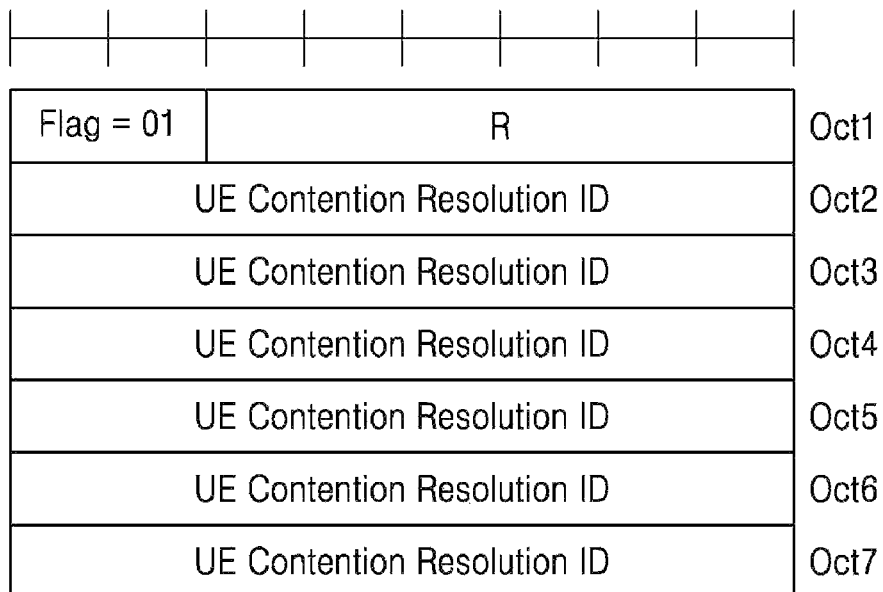 Flag = 01 R Oct1
UE Contention Resolution ID Oct2
UE Contention Resolution ID Oct3
UE Contention Resolution ID Oct4
UE Contention Resolution ID Oct5
UE Contention Resolution ID Oct6
UE Contention Resolution ID Oct7